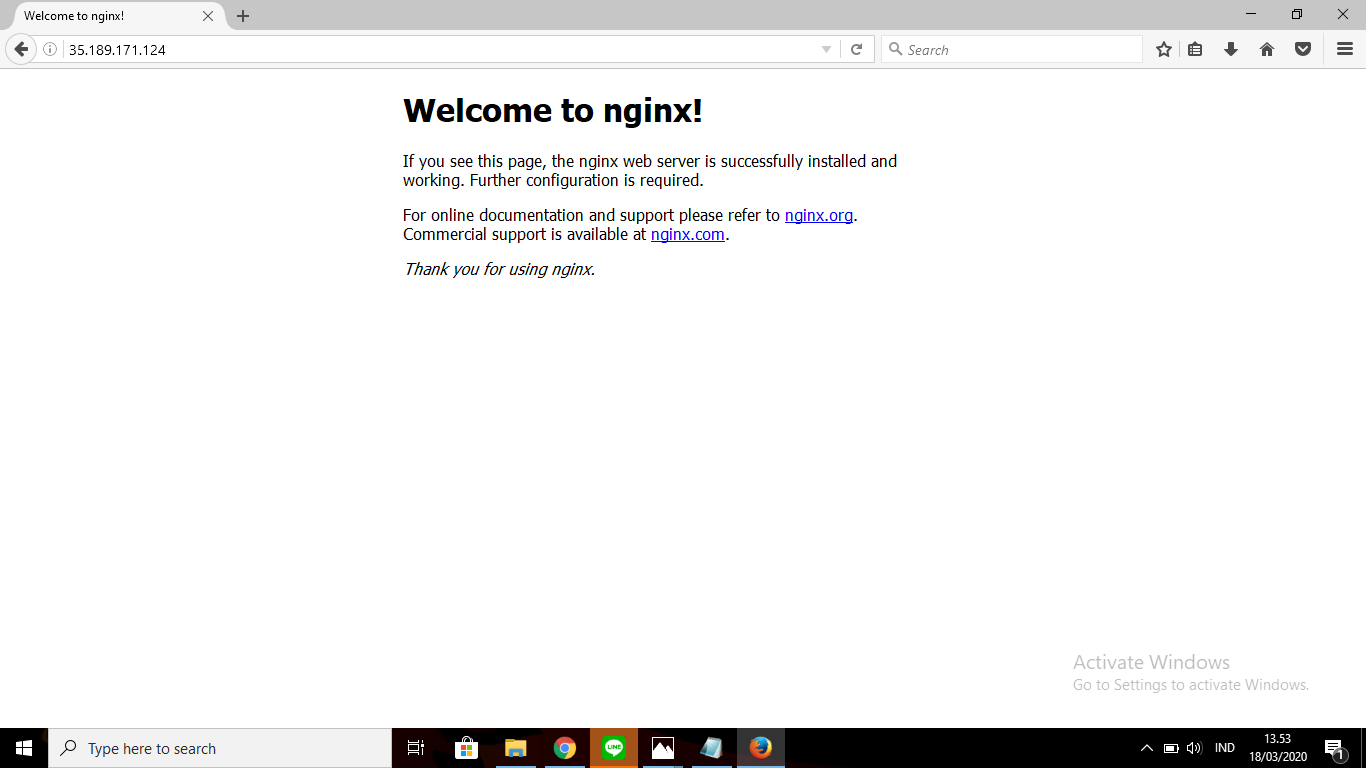 Welcome to nginx!
35.189.171.124
Search
Welcome to nginx!
If you see this page, the nginx web server is successfully installed and
working. Further configuration is required.
For online documentation and support please refer to nginx.org.
Commercial support is available at nginx.com.
Thank you for using nginx.
Activate Windows
Go to Settings to activate Windows.
Type here to search
LINE
IND
13.53
18/03/2020
1